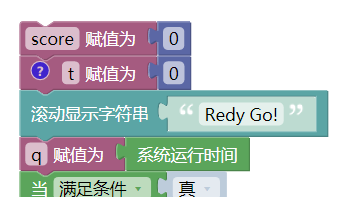 score 赋值为 0
? t 赋值为 0
滚动显示字符串 “ Redy Go! ”
q 赋值为 系统运行时间
当 满足条件 真